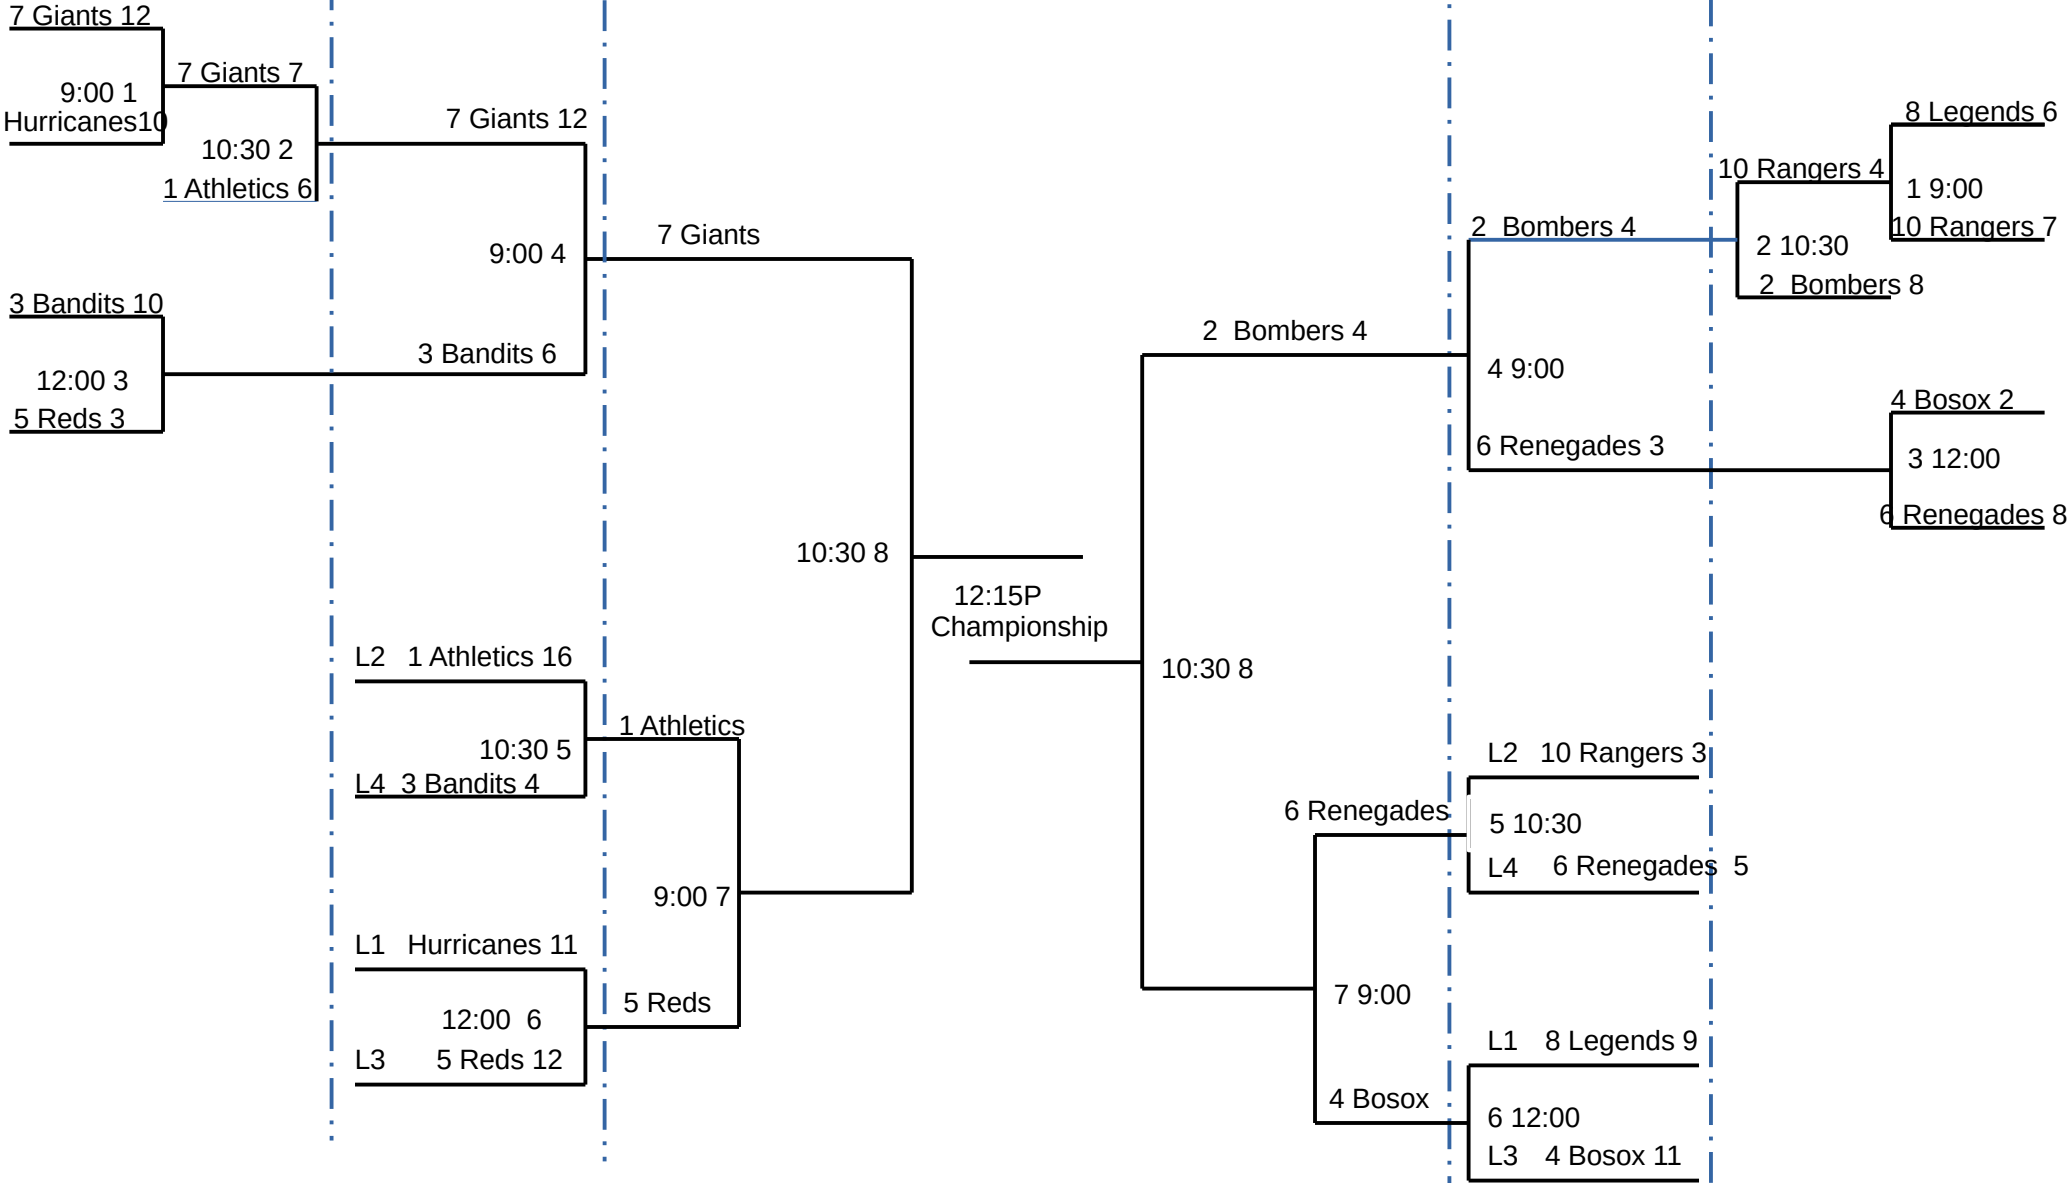 7 Giants 12
9:00 1
Hurricanes10
7 Giants 7
10:30 2
1 Athletics 6
3 Bandits 10
12:00 3
5 Reds 3
7 Giants 12
9:00 4
3 Bandits 6
L2 1 Athletics 16
10:30 5
L4 3 Bandits 4
L1 Hurricanes 11
12:00 6
L3 5 Reds 12
7 Giants
1 Athletics
9:00 7
5 Reds
10:30 8
12:15P
Championship
2 Bombers 4
10:30 8
6 Renegades
7 9:00
4 Bosox
2 Bombers 4
4 9:00
6 Renegades 3
L2 10 Rangers 3
5 10:30
L4 6 Renegades 5
L1 8 Legends 9
6 12:00
L3 4 Bosox 11
10 Rangers 4
2 10:30
2 Bombers 8
8 Legends 6
1 9:00
10 Rangers 7
4 Bosox 2
3 12:00
6 Renegades 8